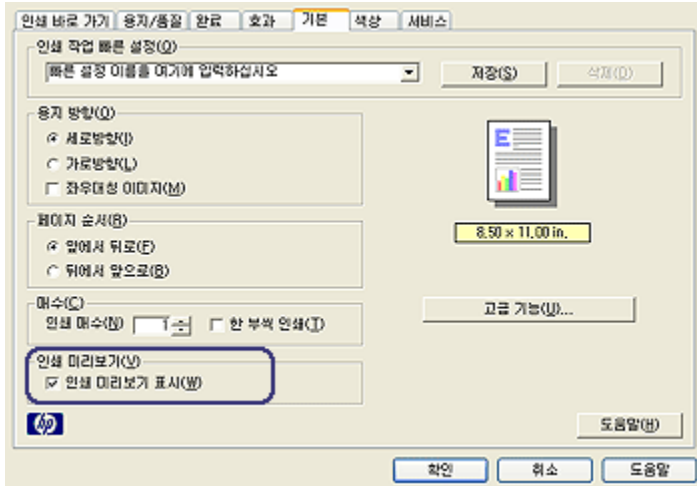 인쇄 바로 가기 용지/품질 완료 효과 기본 색상 서비스
인쇄 작업 빠른 설정(O)
빠른 설정 이름을 여기에 입력하십시오 저장(S) 삭제(D)
용지 방향(O)
세로방향(I)
가로방향(L)
좌우대칭 이미지(M)
E
8.50 × 11.00 in.
페이지 순서(R)
앞에서 뒤로(F)
뒤에서 앞으로(B)
매수(C)
인쇄 매수(N) 1 한 부씩 인쇄(T)
고급 기능(U)...
인쇄 미리보기(V)
인쇄 미리보기 표시(W)
hp 도움말(H)
확인 취소 도움말